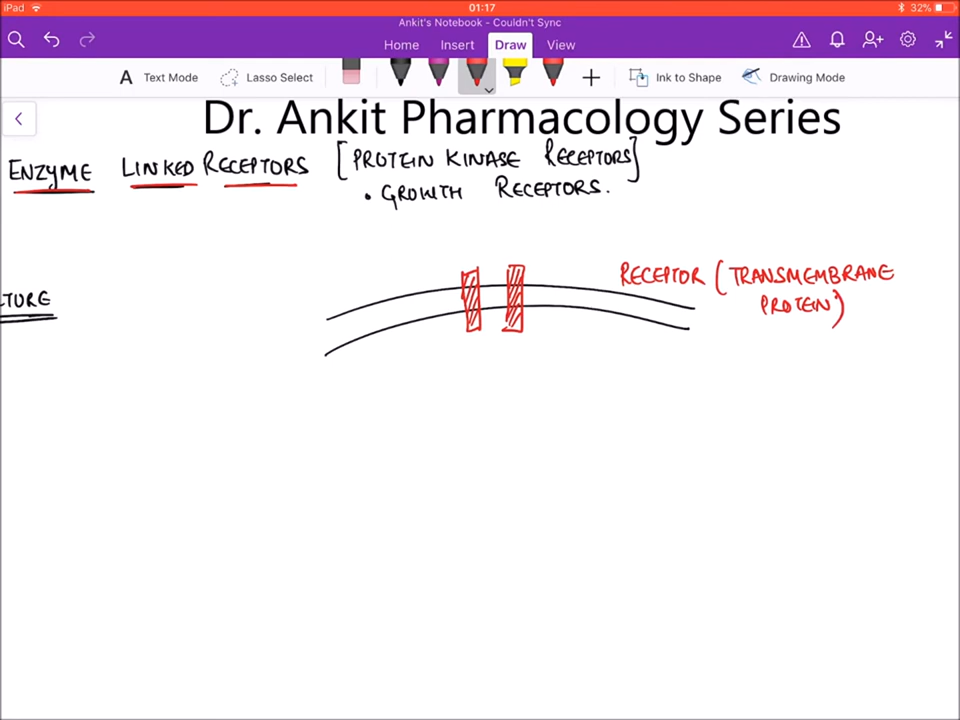 iPad 01:17 32%
Ankit's Notebook - Couldn't Sync
Home Insert Draw View
Text Mode Lasso Select Ink to Shape Drawing Mode
Dr. Ankit Pharmacology Series
ENZYME LINKED RECEPTORS [PROTEIN KINASE RECEPTORS]
• GROWTH RECEPTORS.
RECEPTOR (TRANSMEMBRANE
PROTEIN)
TURE